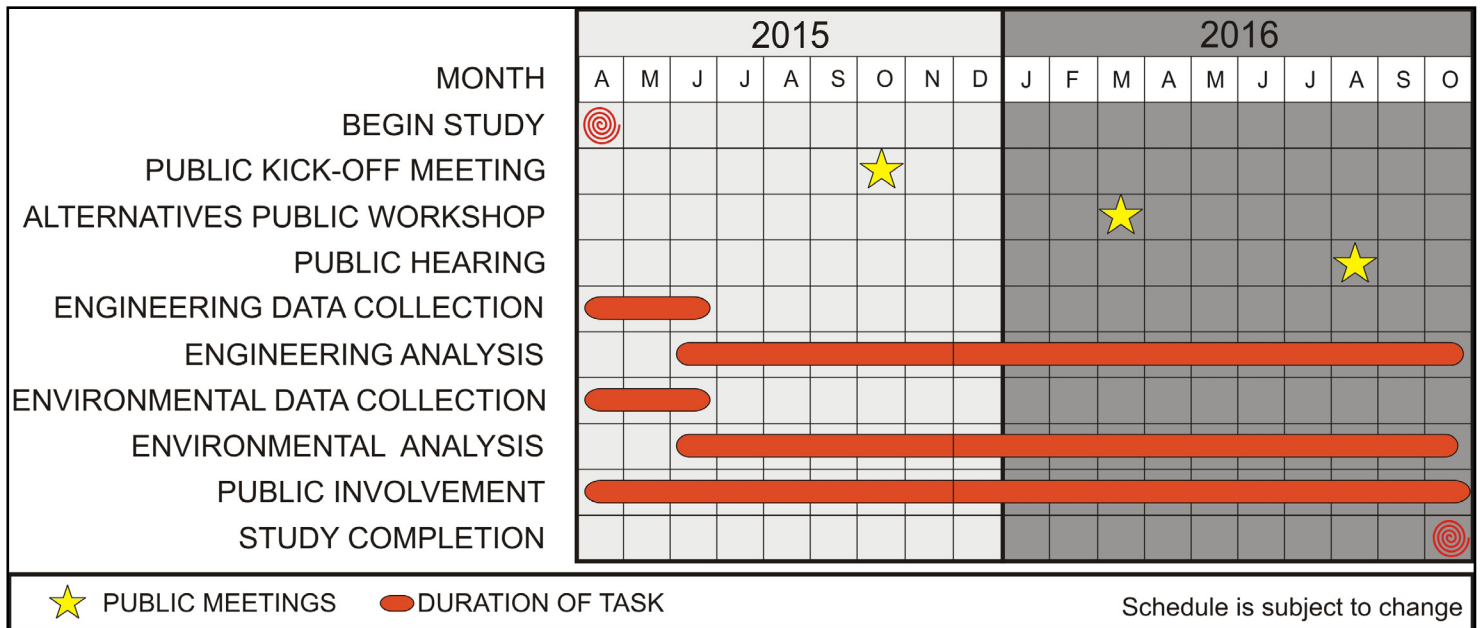 2015 2016
MONTH A M J J A S O N D J F M A M J J A S O
BEGIN STUDY
PUBLIC KICK-OFF MEETING
ALTERNATIVES PUBLIC WORKSHOP
PUBLIC HEARING
ENGINEERING DATA COLLECTION
ENGINEERING ANALYSIS
ENVIRONMENTAL DATA COLLECTION
ENVIRONMENTAL ANALYSIS
PUBLIC INVOLVEMENT
STUDY COMPLETION
PUBLIC MEETINGS DURATION OF TASK Schedule is subject to change